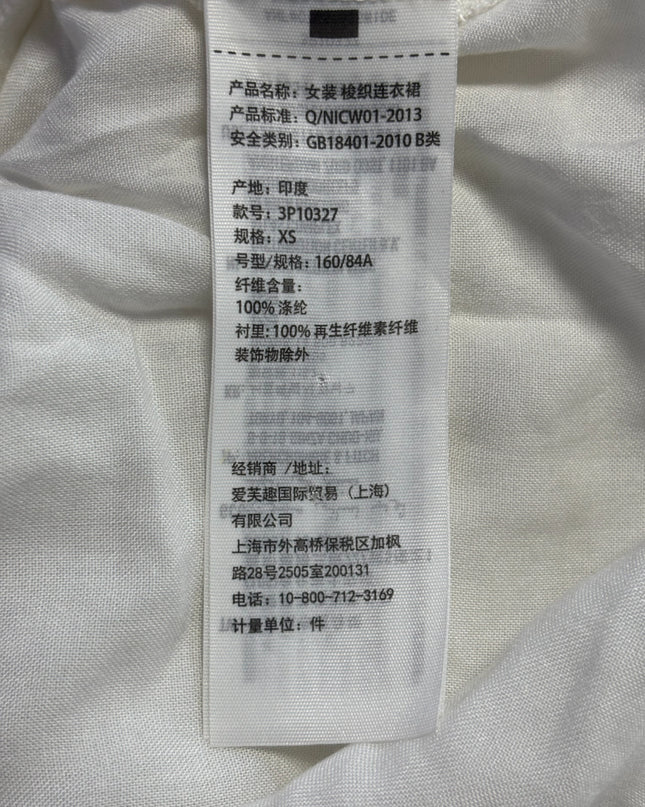 产品名称：女装 梭织连衣裙
产品标准：Q/NICW01-2013
安全类别：GB18401-2010 B类
产地：印度
款号：3P10327
规格：XS
号型/规格：160/84A
纤维含量：
100% 涤纶
衬里：100% 再生纤维素纤维
装饰物除外
经销商 /地址：
爱芙趣国际贸易（上海）
有限公司
上海市外高桥保税区加枫
路28号2505室200131
电话：10-800-712-3169
计量单位：件